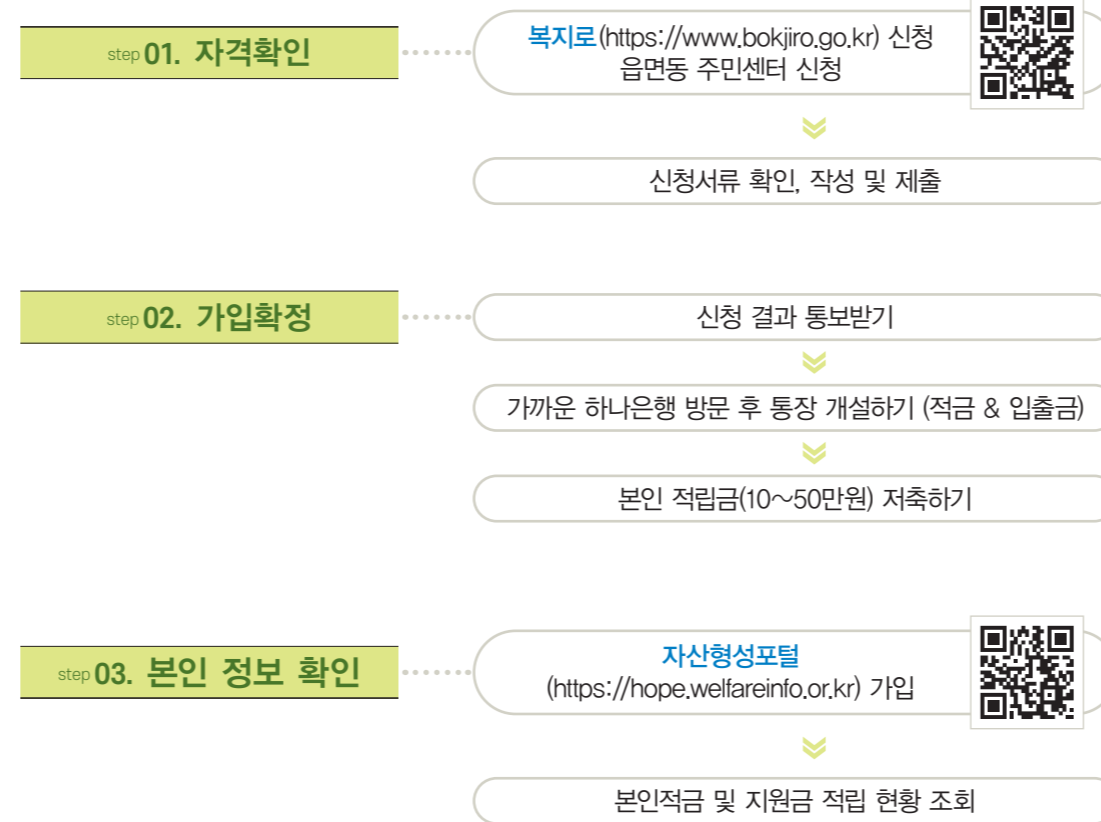 step 01. 자격확인
복지로(https://www.bokjiro.go.kr) 신청
읍면동 주민센터 신청
신청서류 확인, 작성 및 제출
step 02. 가입확정
신청 결과 통보받기
가까운 하나은행 방문 후 통장 개설하기 (적금 & 입출금)
본인 적립금(10~50만원) 저축하기
step 03. 본인 정보 확인
자산형성포털
(https://hope.welfareinfo.or.kr) 가입
본인적금 및 지원금 적립 현황 조회